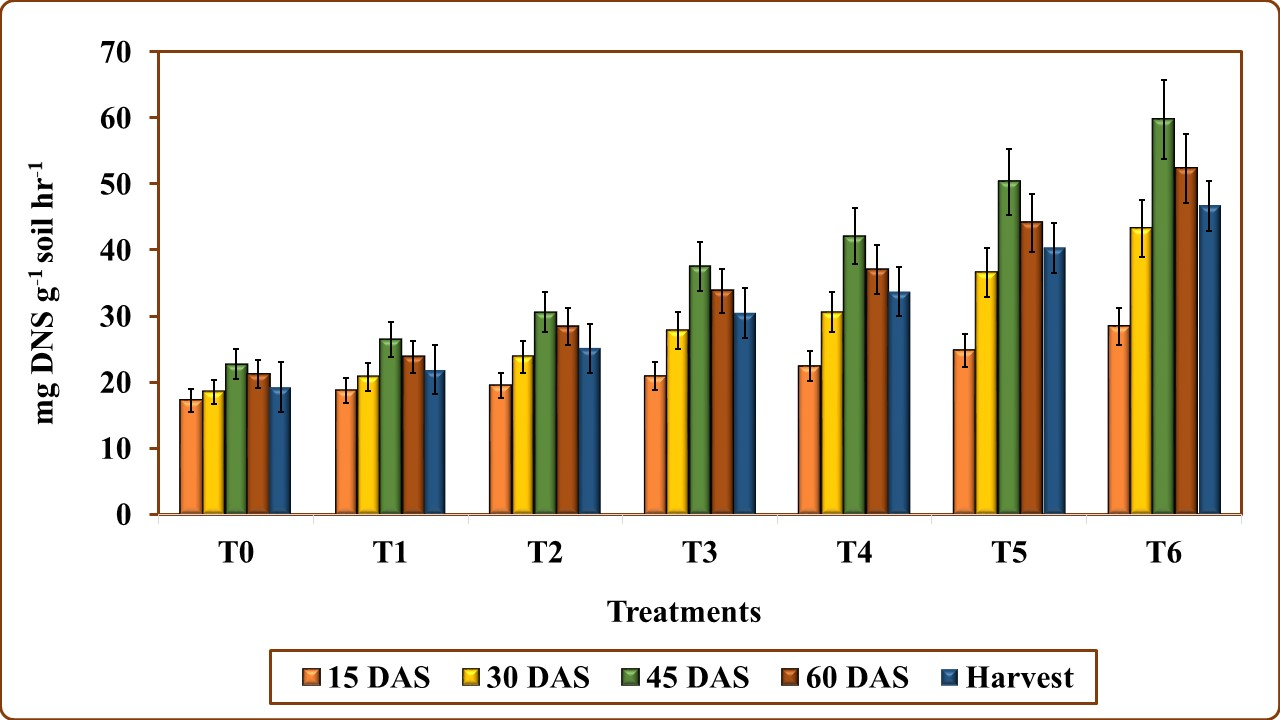 70
60
50
40
30
20
10
0
mg DNS g⁻¹ soil hr⁻¹
T0 T1 T2 T3 T4 T5 T6
Treatments
15 DAS 30 DAS 45 DAS 60 DAS Harvest